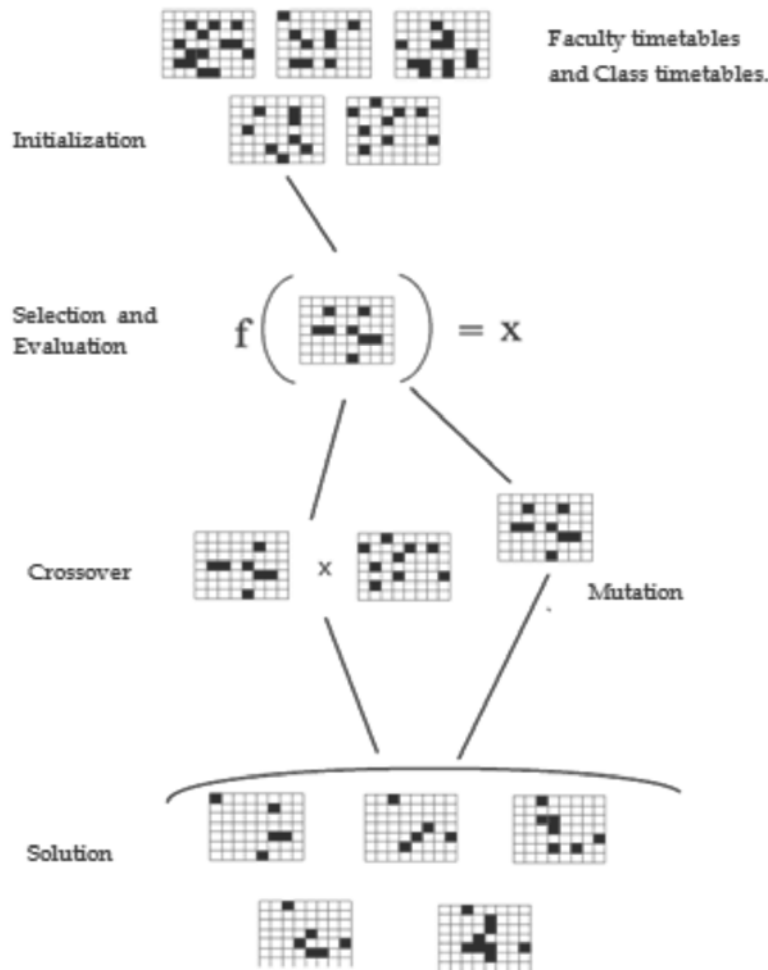 Faculty timetables
and Class timetables.
Initialization
Selection and
Evaluation
f ( ) = x
Crossover
x
Mutation
Solution